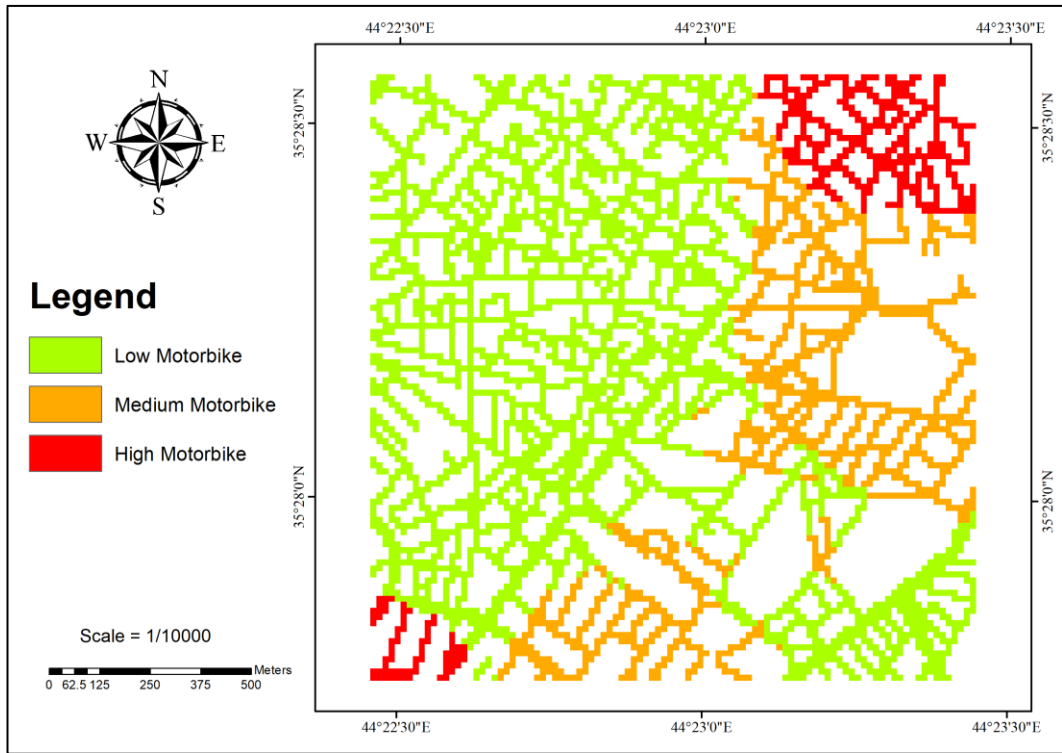 44°22'30"E 44°23'0"E 44°23'30"E
N
W E
S
35°28'30"N 35°28'30"N
Legend
Low Motorbike
Medium Motorbike
High Motorbike
35°28'0"N 35°28'0"N
Scale = 1/10000
Meters
0 62.5 125 250 375 500
44°22'30"E 44°23'0"E 44°23'30"E